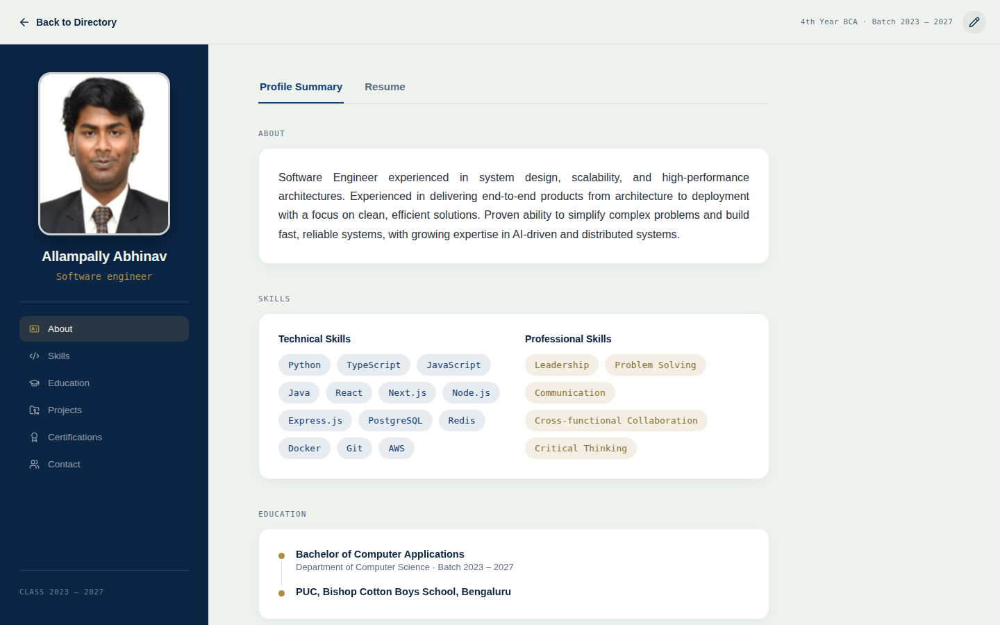 Back to Directory
4th Year BCA · Batch 2023 – 2027
Allampally Abhinav
Software engineer
About
Skills
Education
Projects
Certifications
Contact
CLASS 2023 – 2027
Profile Summary
Resume
ABOUT
Software Engineer experienced in system design, scalability, and high-performance
architectures. Experienced in delivering end-to-end products from architecture to deployment
with a focus on clean, efficient solutions. Proven ability to simplify complex problems and build
fast, reliable systems, with growing expertise in AI-driven and distributed systems.
SKILLS
Technical Skills
Python TypeScript JavaScript
Java React Next.js Node.js
Express.js PostgreSQL Redis
Docker Git AWS
Professional Skills
Leadership Problem Solving
Communication
Cross-functional Collaboration
Critical Thinking
EDUCATION
Bachelor of Computer Applications
Department of Computer Science · Batch 2023 – 2027
PUC, Bishop Cotton Boys School, Bengaluru